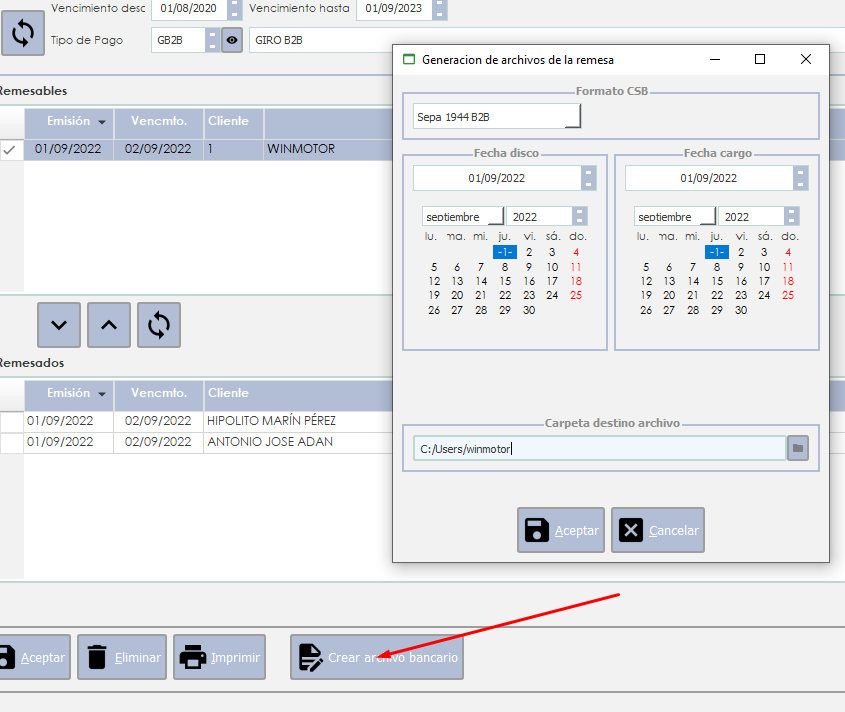 Vencimiento desc 01/08/2020 Vencimiento hasta 01/09/2023
Tipo de Pago GB2B GIRO B2B
Remesables
Emisión Vencmto. Cliente
01/09/2022 02/09/2022 1 WINMOTOR
Remesados
Emisión Vencmto. Cliente
01/09/2022 02/09/2022 HIPOLITO MARÍN PÉREZ
01/09/2022 02/09/2022 ANTONIO JOSE ADAN
Aceptar Eliminar Imprimir Crear archivo bancario
Generacion de archivos de la remesa
Formato CSB
Sepa 1944 B2B
Fecha disco
01/09/2022
septiembre 2022
lu. ma. mi. ju. vi. sá. do.
-1- 2 3 4
5 6 7 8 9 10 11
12 13 14 15 16 17 18
19 20 21 22 23 24 25
26 27 28 29 30
Fecha cargo
01/09/2022
septiembre 2022
lu. ma. mi. ju. vi. sá. do.
-1- 2 3 4
5 6 7 8 9 10 11
12 13 14 15 16 17 18
19 20 21 22 23 24 25
26 27 28 29 30
Carpeta destino archivo
C:/Users/winmotor
Aceptar Cancelar